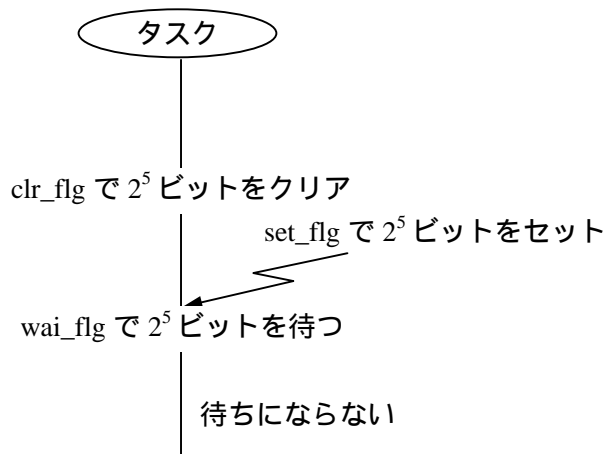 タスク
clr_flg で 2⁵ ビットをクリア
set_flg で 2⁵ ビットをセット
wai_flg で 2⁵ ビットを待つ
待ちにならない